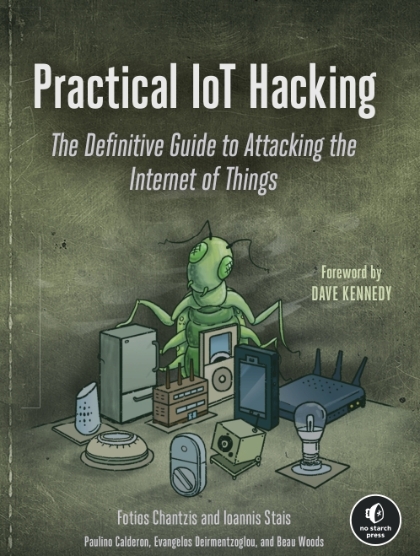 Practical IoT Hacking
The Definitive Guide to Attacking the
Internet of Things
Foreword by
DAVE KENNEDY
Fotios Chantzis and Ioannis Stais
Paulino Calderon, Evangelos Deirmentzoglou, and Beau Woods
no starch
press